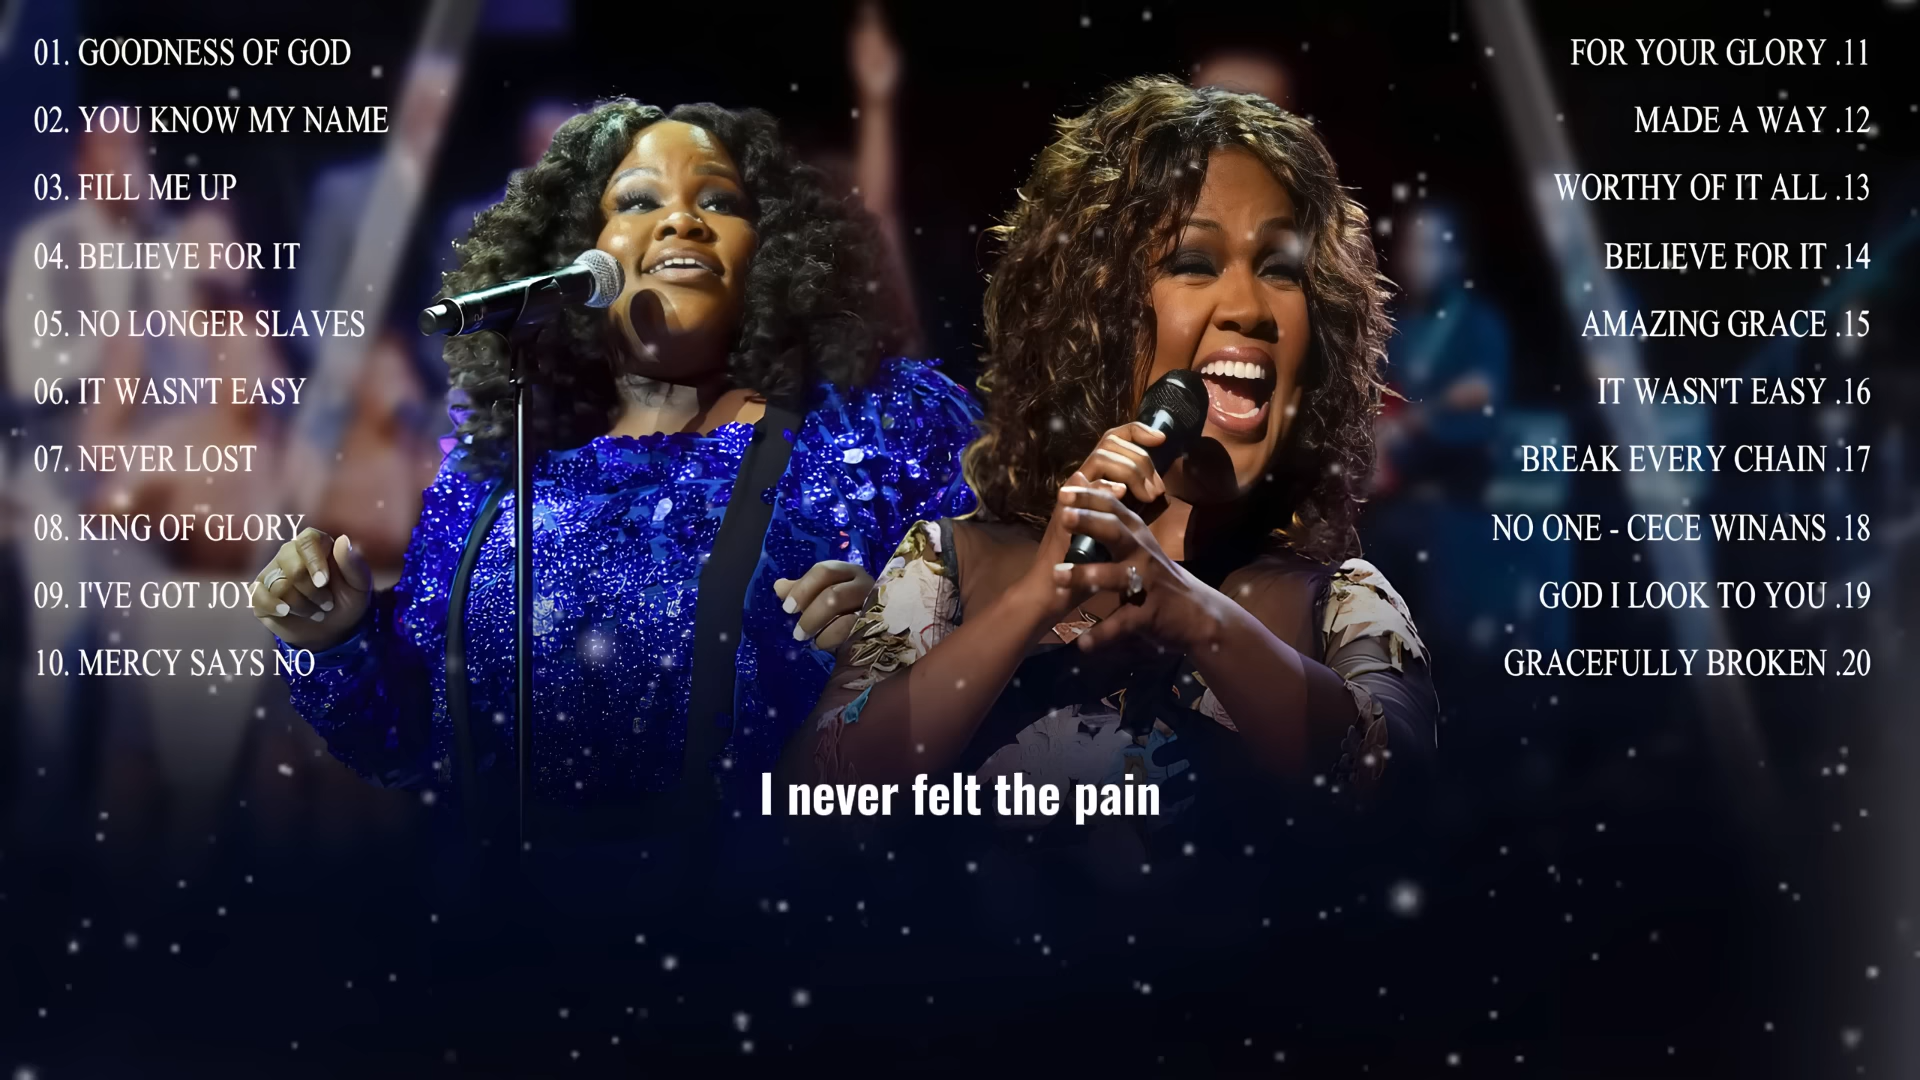 01. GOODNESS OF GOD
02. YOU KNOW MY NAME
03. FILL ME UP
04. BELIEVE FOR IT
05. NO LONGER SLAVES
06. IT WASN'T EASY
07. NEVER LOST
08. KING OF GLORY
09. I'VE GOT JOY
10. MERCY SAYS NO
FOR YOUR GLORY .11
MADE A WAY .12
WORTHY OF IT ALL .13
BELIEVE FOR IT .14
AMAZING GRACE .15
IT WASN'T EASY .16
BREAK EVERY CHAIN .17
NO ONE - CECE WINANS .18
GOD I LOOK TO YOU .19
GRACEFULLY BROKEN .20
I never felt the pain